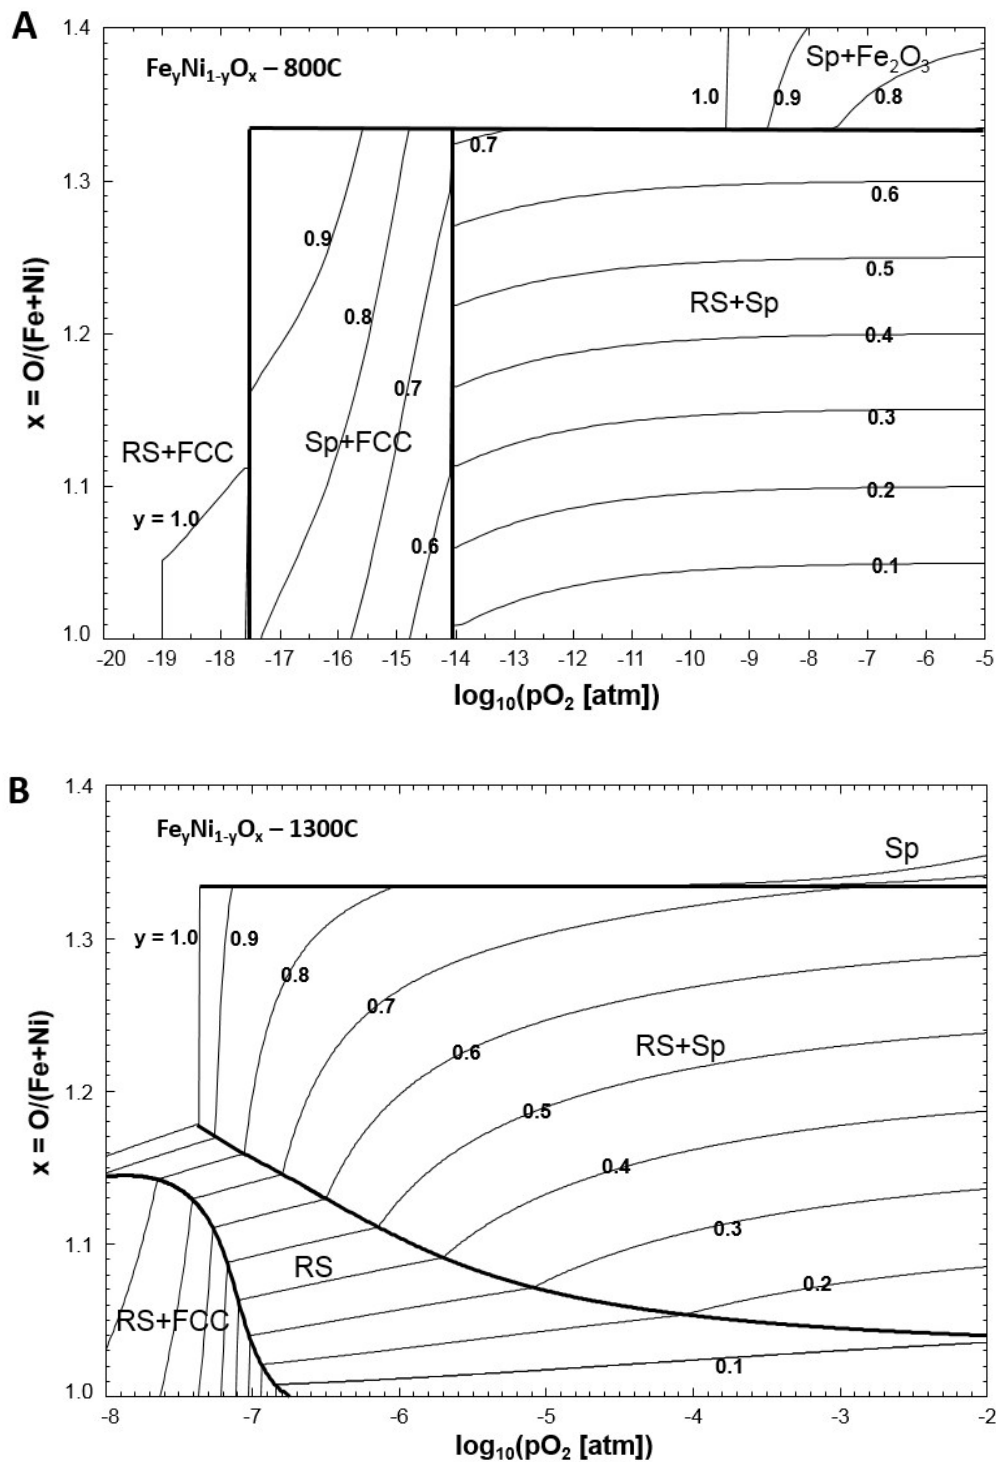 A
Fe_yNi_{1-y}O_x – 800C
1.4
1.3
1.2
1.1
1.0
x = O/(Fe+Ni)
Sp+Fe₂O₃
1.0
0.9
0.8
0.7
0.9
0.6
0.5
0.8
RS+Sp
0.4
0.7
0.3
RS+FCC
Sp+FCC
0.2
y = 1.0
0.6
0.1
-20 -19 -18 -17 -16 -15 -14 -13 -12 -11 -10 -9 -8 -7 -6 -5
log₁₀(pO₂ [atm])
B
Fe_yNi_{1-y}O_x – 1300C
1.4
1.3
1.2
1.1
1.0
x = O/(Fe+Ni)
Sp
y = 1.0
0.9
0.8
0.7
0.6
RS+Sp
0.5
0.4
0.3
RS
0.2
RS+FCC
0.1
-8 -7 -6 -5 -4 -3 -2
log₁₀(pO₂ [atm])